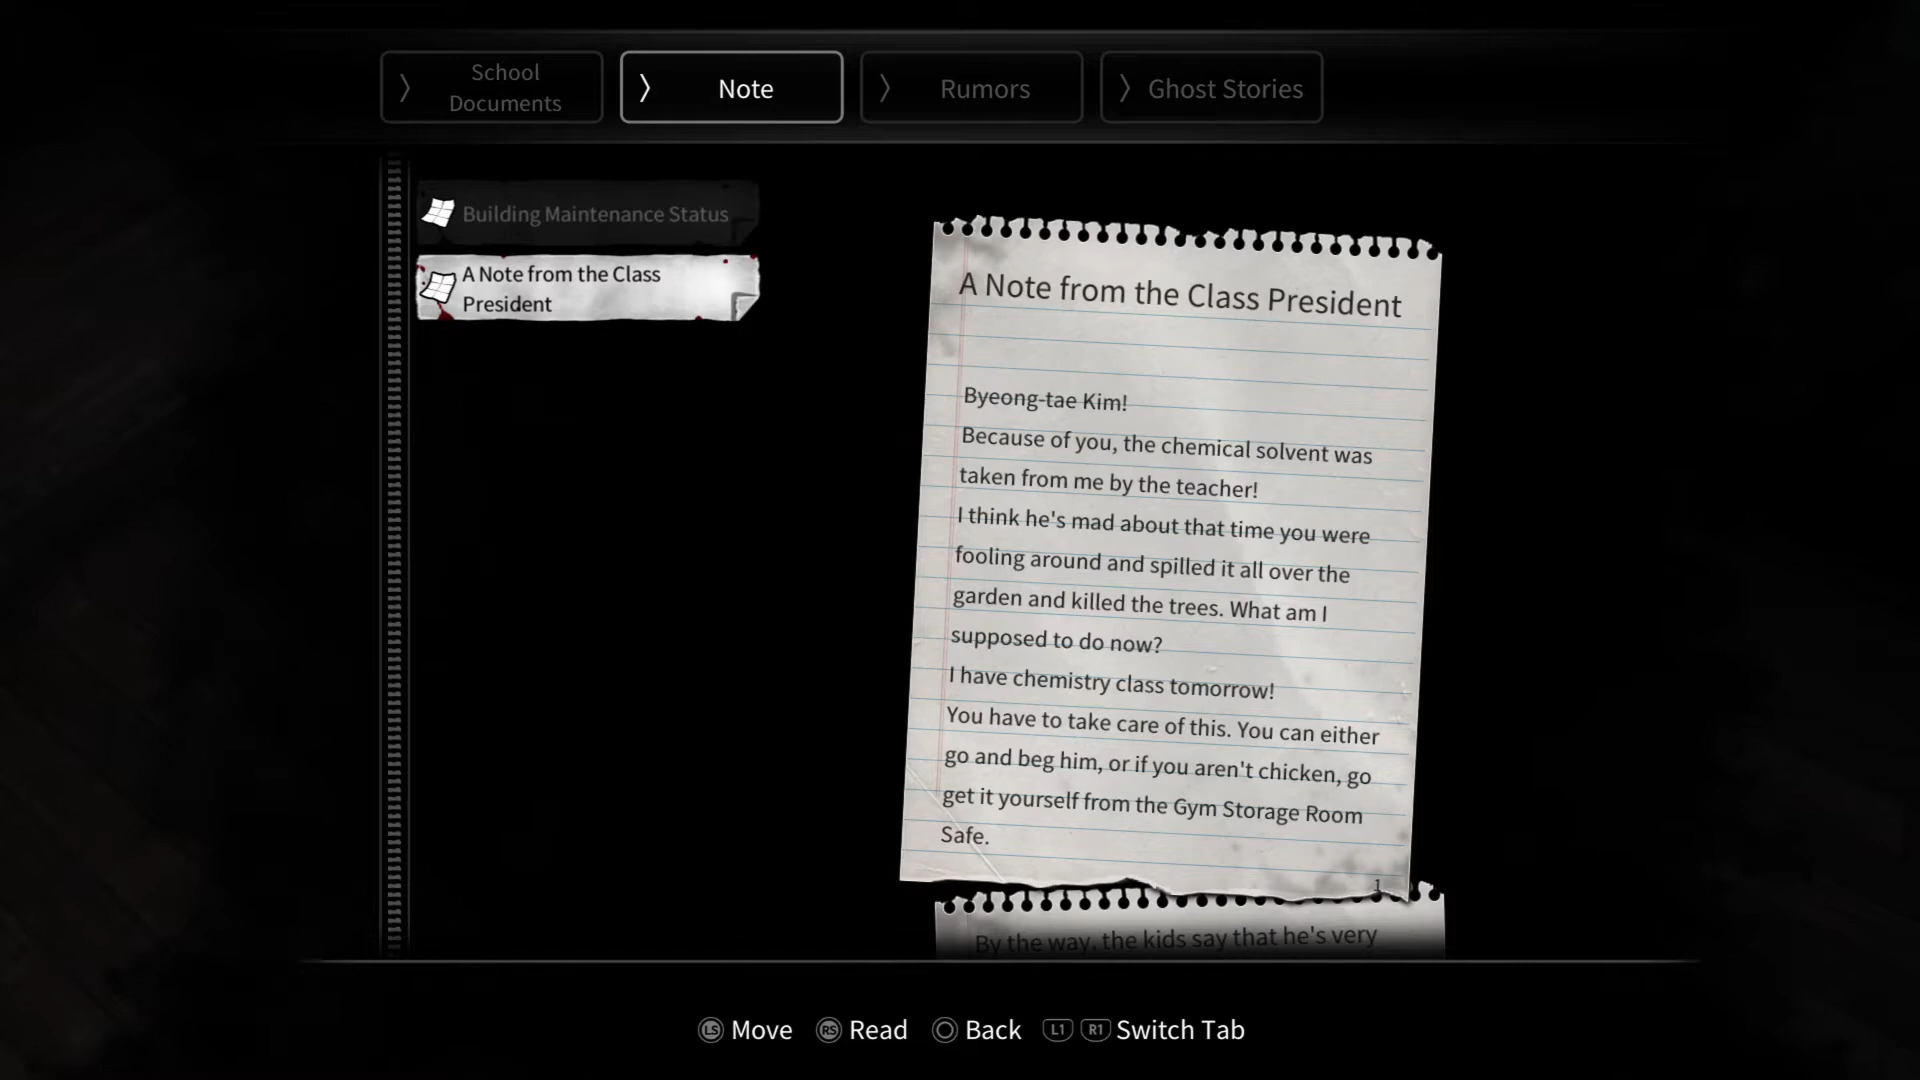 School
Documents
Note
Rumors
Ghost Stories
Building Maintenance Status
A Note from the Class
President
A Note from the Class President
Byeong-tae Kim!
Because of you, the chemical solvent was
taken from me by the teacher!
I think he's mad about that time you were
fooling around and spilled it all over the
garden and killed the trees. What am I
supposed to do now?
I have chemistry class tomorrow!
You have to take care of this. You can either
go and beg him, or if you aren't chicken, go
get it yourself from the Gym Storage Room
Safe.
1
By the way, the kids say that he's very
LS Move RS Read Back L1 R1 Switch Tab